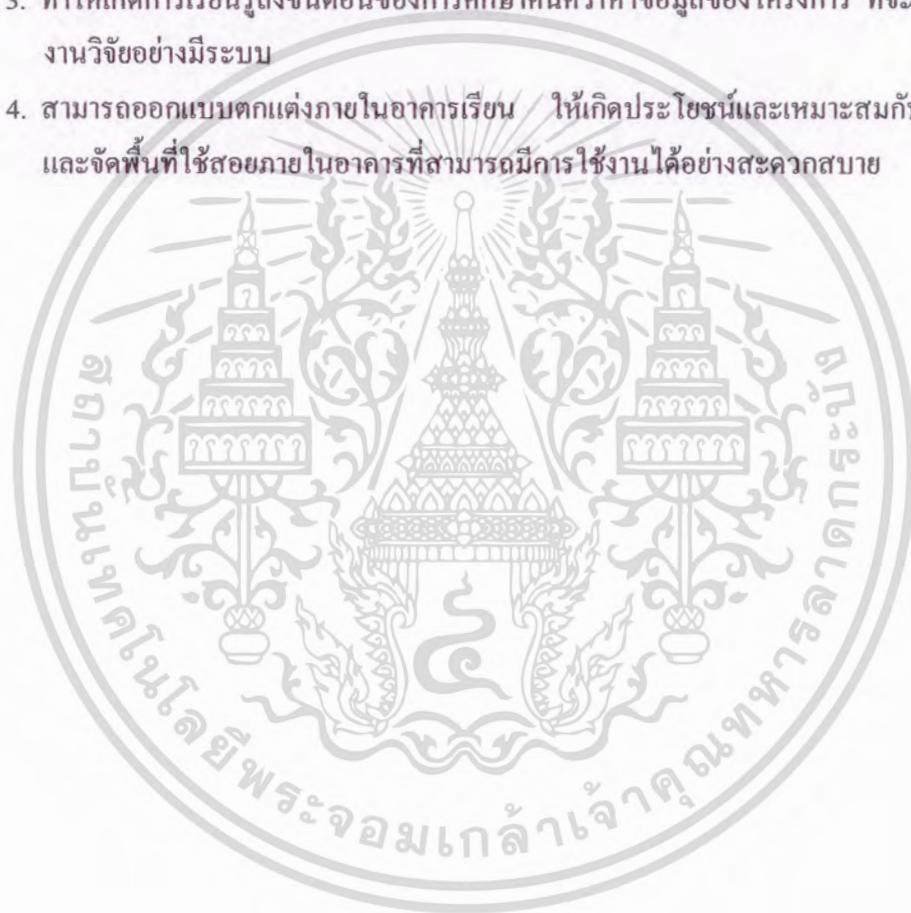 งานวิจัยอย่างมีระบบ
4. สามารถออกแบบตกแต่งภายในอาคารเรียน ให้เกิดประโยชน์และเหมาะสมกับ
และจัดพื้นที่ใช้สอยภายในอาคารที่สามารถมีการใช้งานได้อย่างสะดวกสบาย
สถาบันเทคโนโลยีพระจอมเกล้าเจ้าคุณทหารลาดกระบัง
๔